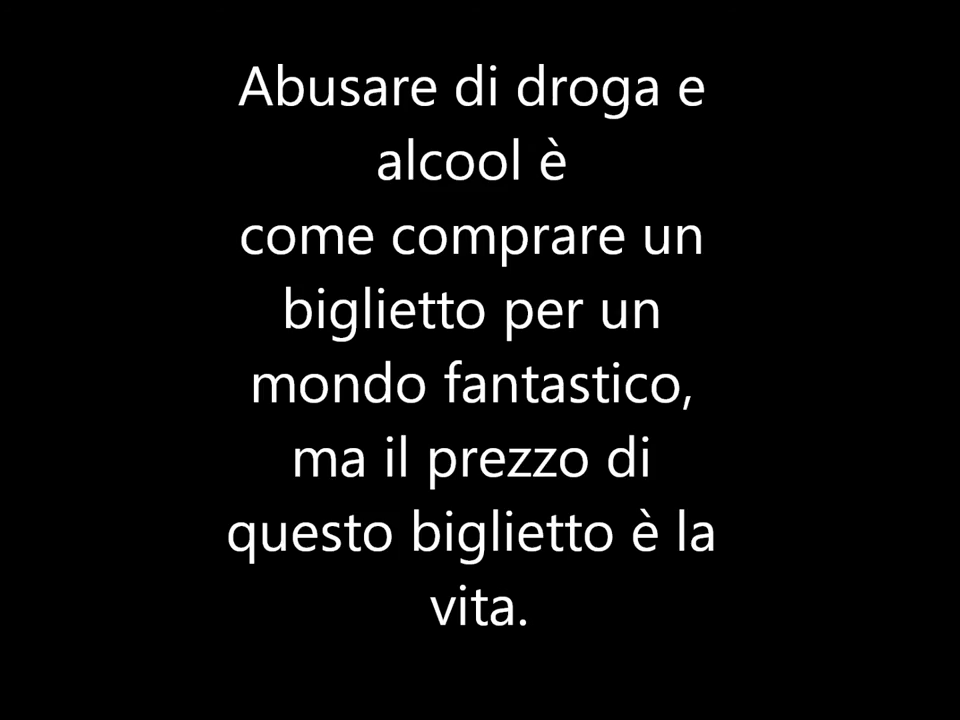 Abusare di droga e
alcool è
come comprare un
biglietto per un
mondo fantastico,
ma il prezzo di
questo biglietto è la
vita.